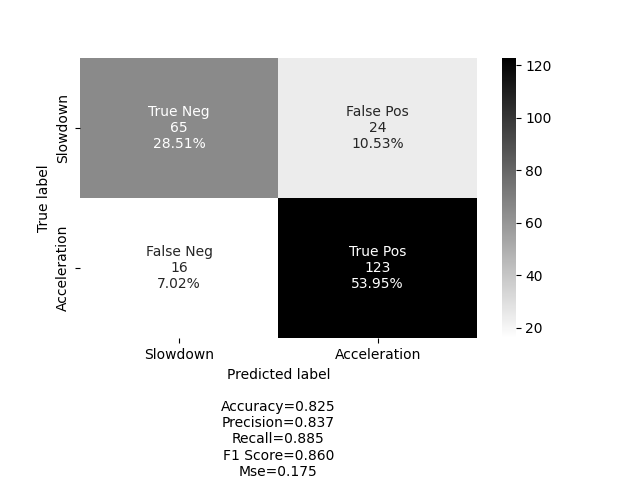 True Neg
65
28.51%
False Pos
24
10.53%
False Neg
16
7.02%
True Pos
123
53.95%
Slowdown
Acceleration
True label
Slowdown
Acceleration
Predicted label
Accuracy=0.825
Precision=0.837
Recall=0.885
F1 Score=0.860
Mse=0.175
120
100
80
60
40
20